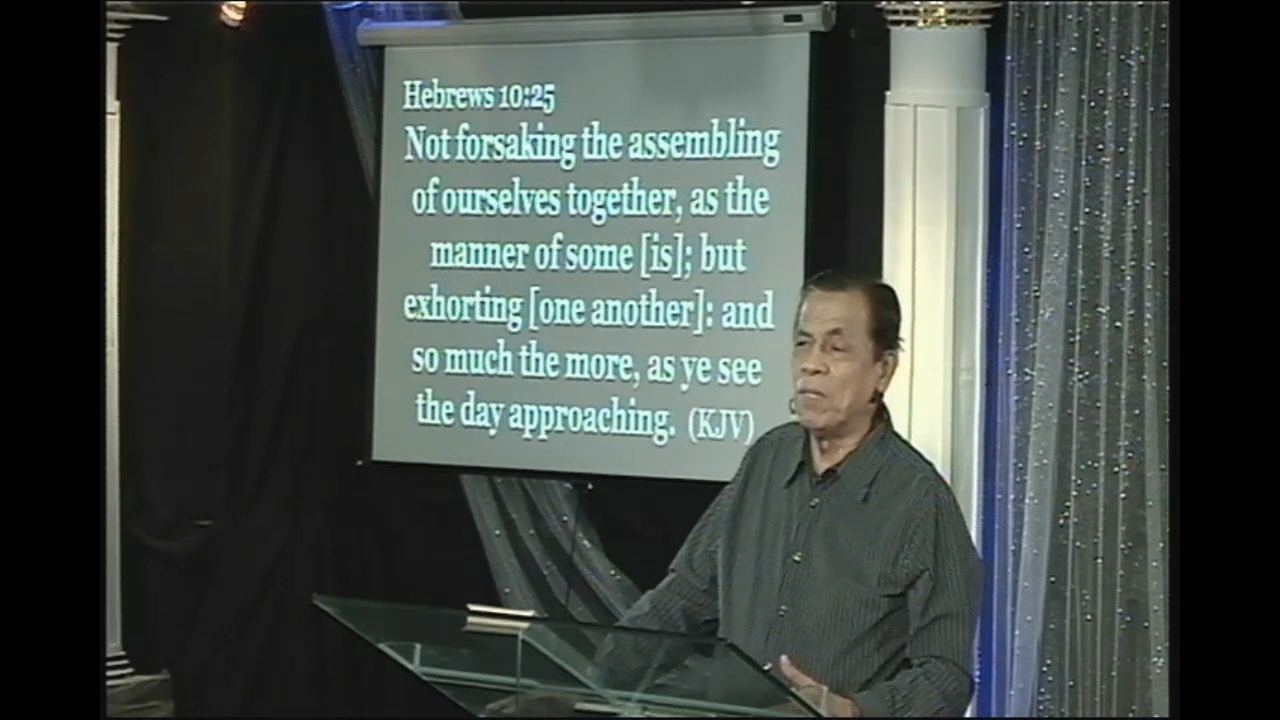 Hebrews 10:25
Not forsaking the assembling
of ourselves together, as the
manner of some [is]; but
exhorting [one another]: and
so much the more, as ye see
the day approaching. (KJV)